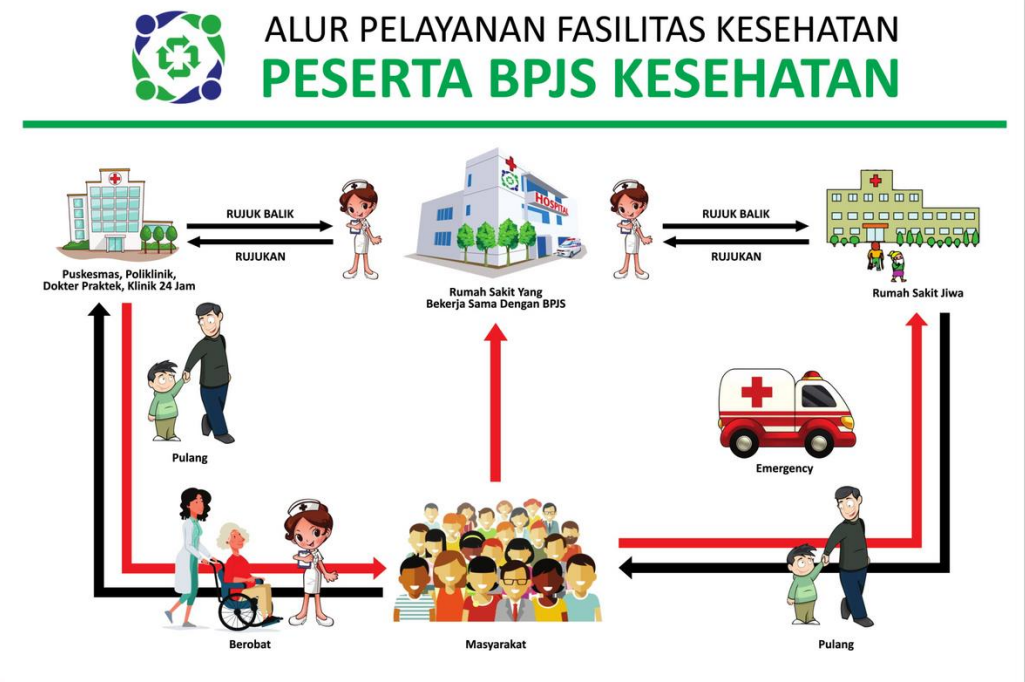 ALUR PELAYANAN FASILITAS KESEHATAN
PESERTA BPJS KESEHATAN
HOSPITAL
RUJUK BALIK
RUJUKAN
RUJUK BALIK
RUJUKAN
Puskesmas, Poliklinik,
Dokter Praktek, Klinik 24 Jam
Rumah Sakit Yang
Bekerja Sama Dengan BPJS
Rumah Sakit Jiwa
Pulang
Emergency
Berobat
Masyarakat
Pulang